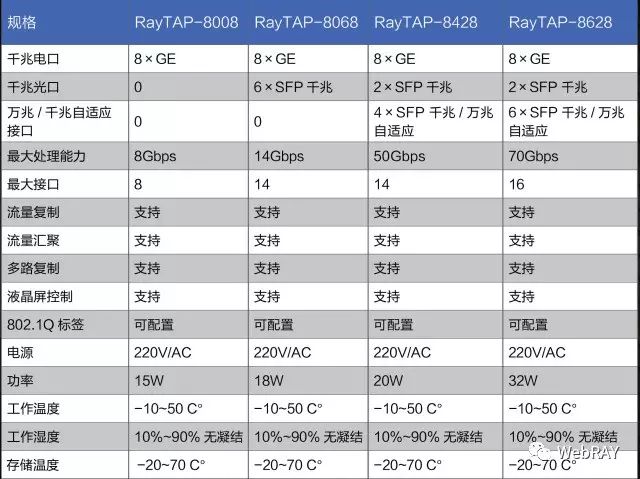 规格 RayTAP-8008 RayTAP-8068 RayTAP-8428 RayTAP-8628
千兆电口 8×GE 8×GE 8×GE 8×GE
千兆光口 0 6×SFP 千兆 2×SFP 千兆 2×SFP 千兆
万兆 / 千兆自适应 0 0 4×SFP 千兆 / 万兆 6×SFP 千兆 / 万兆
接口 自适应 自适应
最大处理能力 8Gbps 14Gbps 50Gbps 70Gbps
最大接口 8 14 14 16
流量复制 支持 支持 支持 支持
流量汇聚 支持 支持 支持 支持
多路复制 支持 支持 支持 支持
液晶屏控制 支持 支持 支持 支持
802.1Q 标签 可配置 可配置 可配置 可配置
电源 220V/AC 220V/AC 220V/AC 220V/AC
功率 15W 18W 20W 32W
工作温度 −10~50 C° −10~50 C° −10~50 C° −10~50 C°
工作湿度 10%~90% 无凝结 10%~90% 无凝结 10%~90% 无凝结 10%~90% 无凝结
WebRAY
存储温度 −20~70 C° −20~70 C° −20~70 C° −20~70 C°